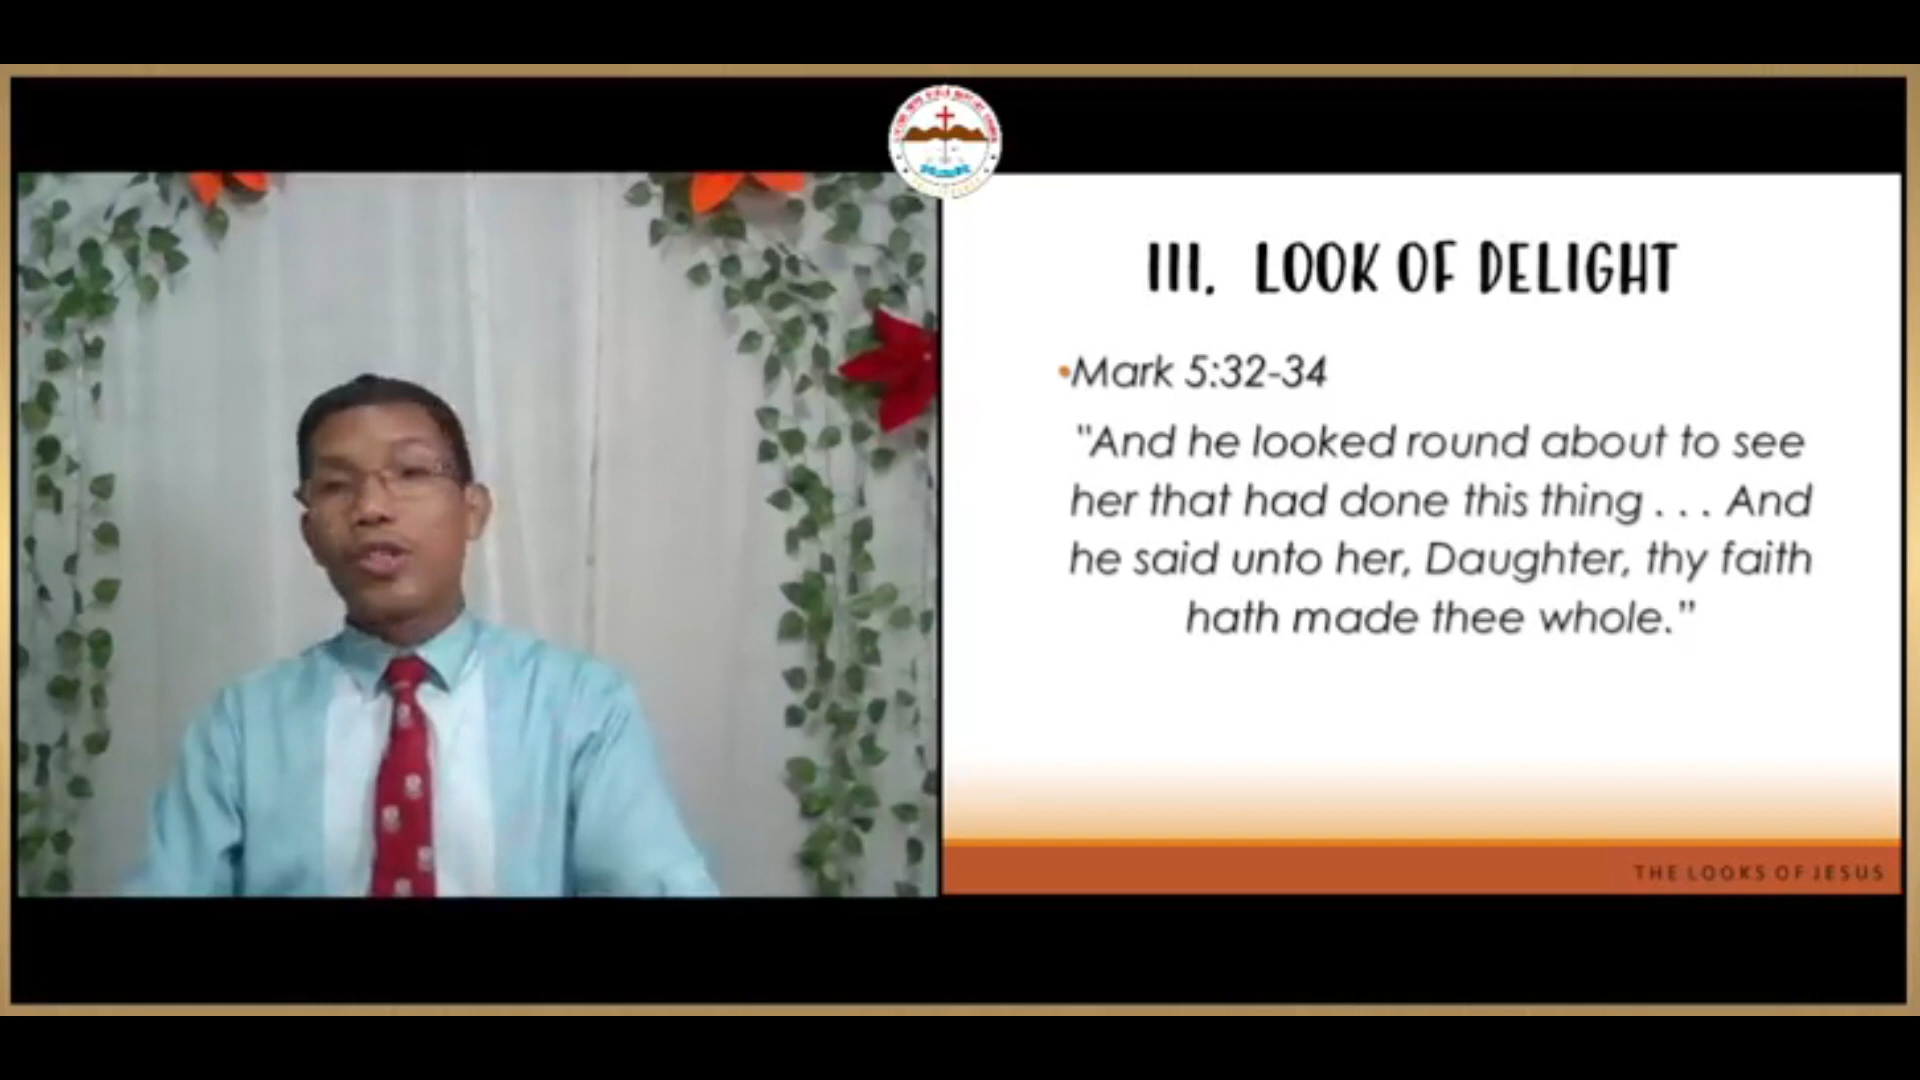 III. LOOK OF DELIGHT
•Mark 5:32-34
"And he looked round about to see
her that had done this thing . . . And
he said unto her, Daughter, thy faith
hath made thee whole.”
THE LOOKS OF JESUS